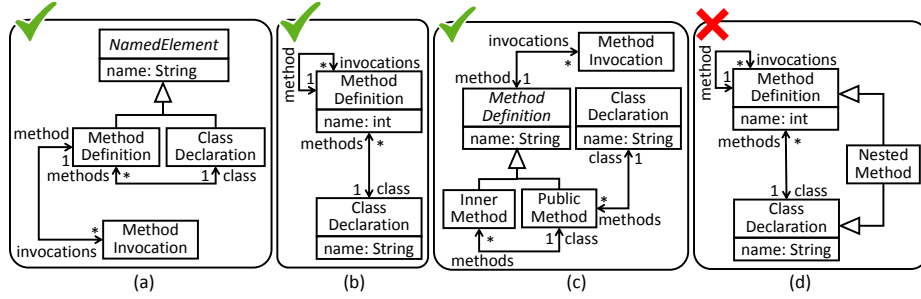 NamedElement
name: String
method
1
Method
Definition
Class
Declaration
methods
*
1
class
*
Method
Invocation
invocations
(a)
method
*
invocations
1
Method
Definition
name: int
methods
*
1
class
Class
Declaration
name: String
(b)
invocations
*
Method
Invocation
method
1
Method
Definition
name: String
Class
Declaration
name: String
class
1
Inner
Method
Public
Method
*
methods
*
methods
1
class
(c)
method
*
invocations
1
Method
Definition
name: int
methods
*
Nested
Method
1
class
Class
Declaration
name: String
(d)